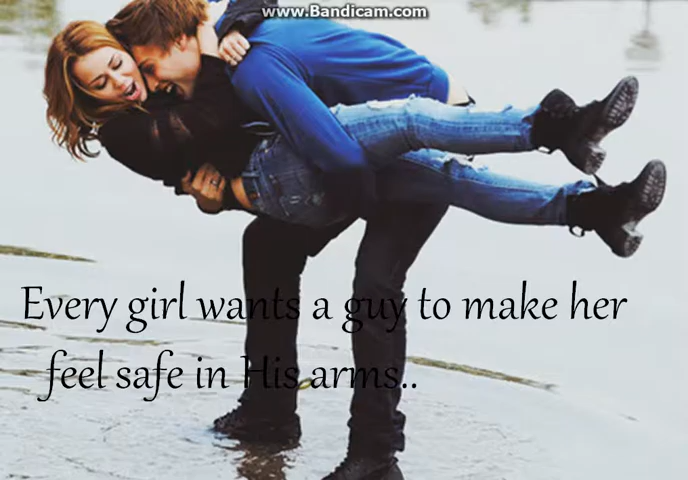 www.Bandicam.com
Every girl wants a guy to make her
feel safe in His arms..